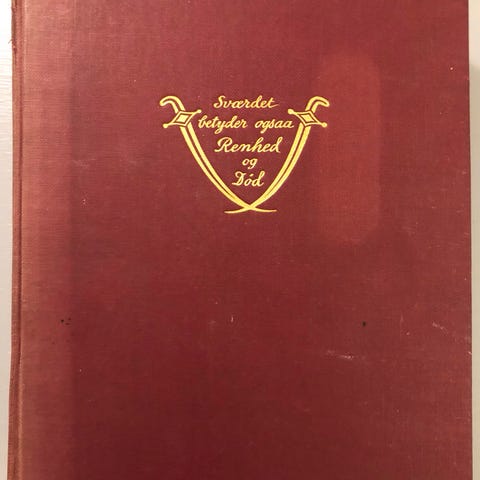 Sværdet
betyder ogsaa
Renhed
og
Død